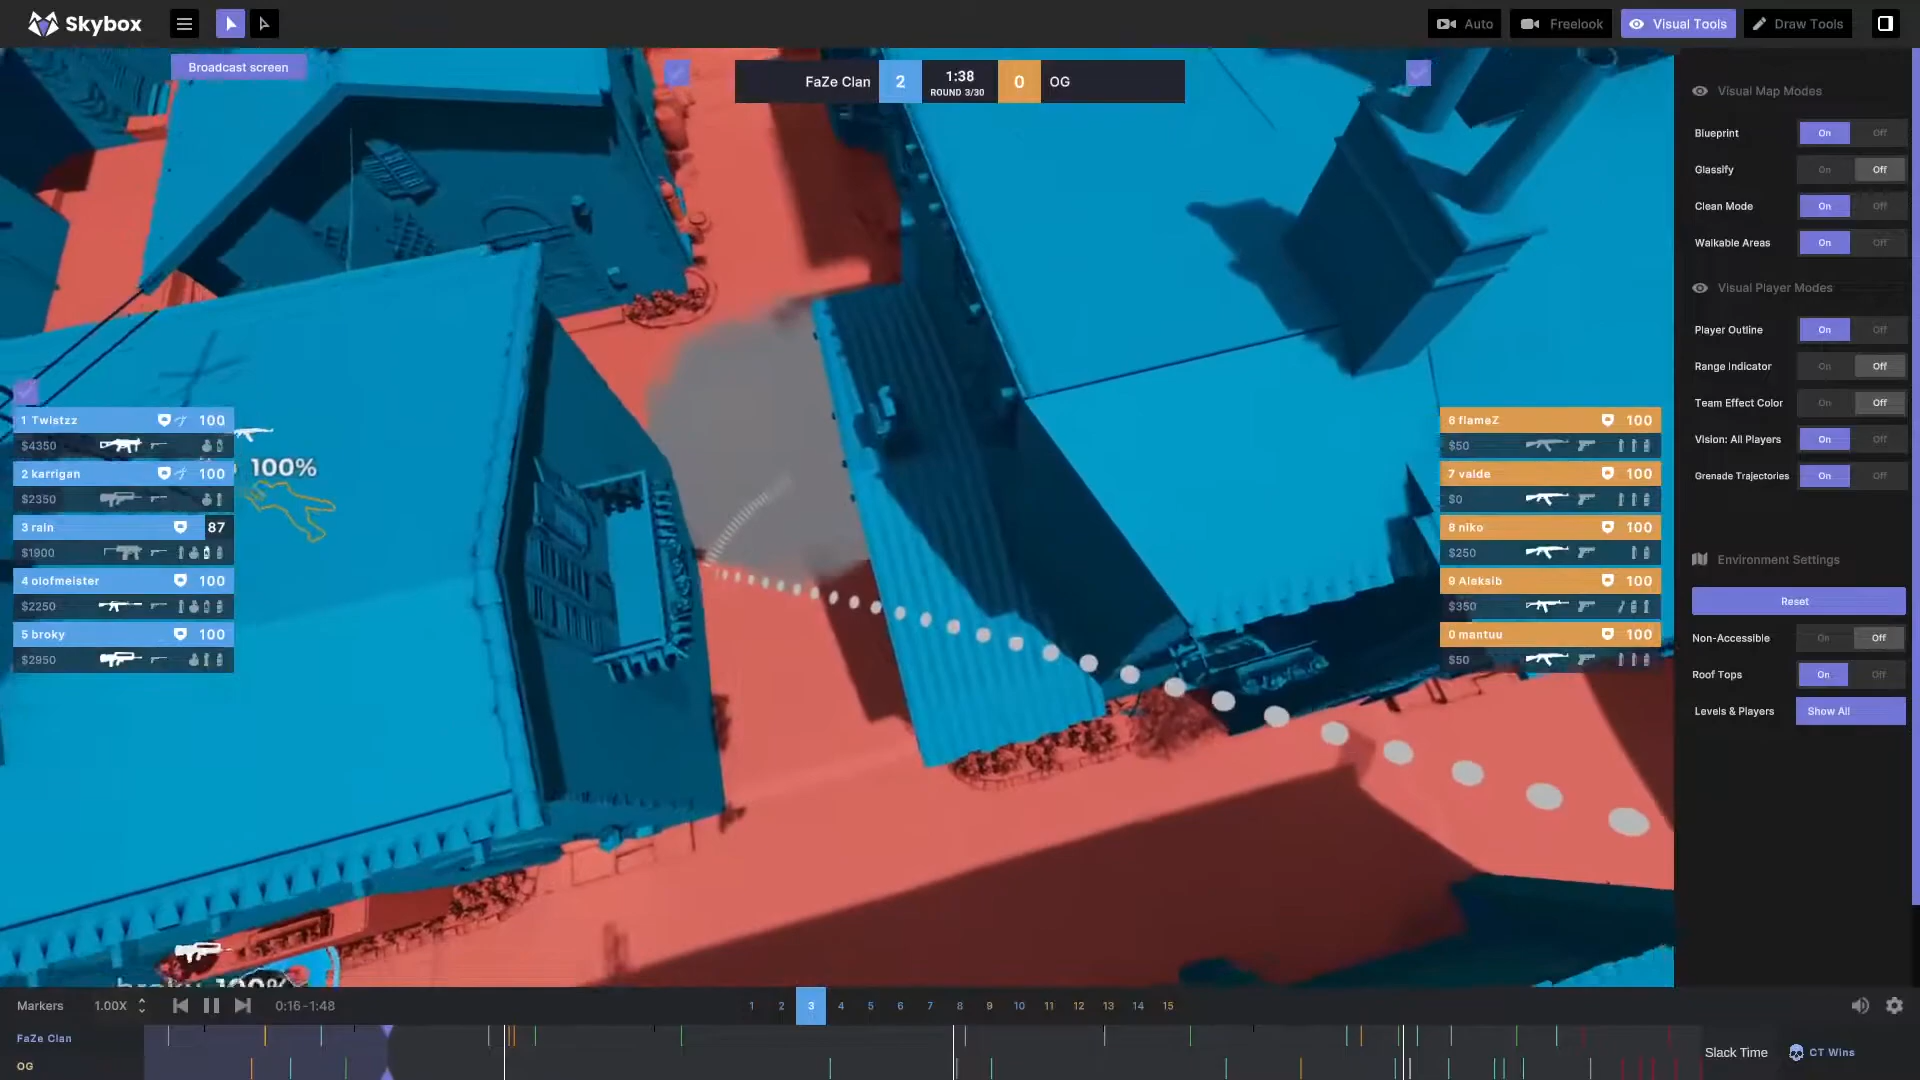 Skybox
Auto
Freelook
Visual Tools
Draw Tools
Broadcast screen
FaZe Clan 2 1:38 ROUND 3/30 0 OG
Visual Map Modes
Blueprint On Off
Glassify On Off
Clean Mode On Off
Walkable Areas On Off
Visual Player Modes
Player Outline On Off
Range Indicator On Off
Team Effect Color On Off
Vision: All Players On Off
Grenade Trajectories On Off
Environment Settings
Reset
Non-Accessible On Off
Roof Tops On Off
Levels & Players Show All
1 Twistzz 100
$4350
2 karrigan 100
$2350
3 rain 87
$1900
4 olofmeister 100
$2250
5 broky 100
$2950
100%
6 flameZ 100
$50
7 valde 100
$0
8 niko 100
$250
9 Aleksib 100
$350
0 mantuu 100
$50
broky 100%
Markers 1.00X 0:16-1:48
1 2 3 4 5 6 7 8 9 10 11 12 13 14 15
FaZe Clan
OG
Slack Time CT Wins